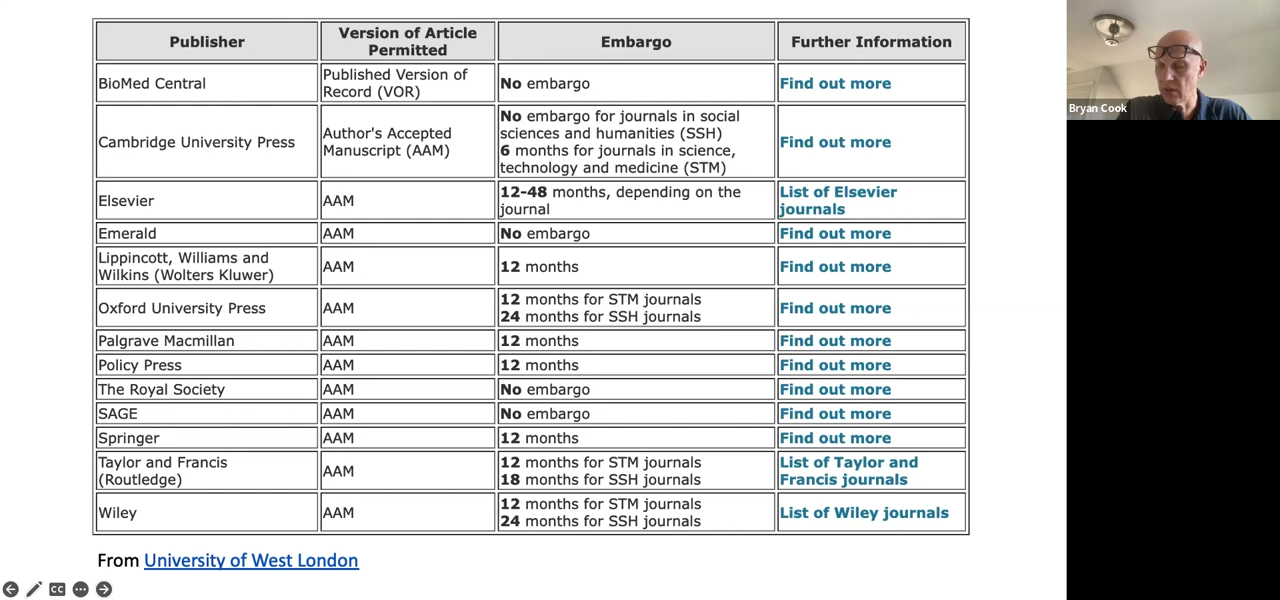 Publisher
Version of Article
Permitted
Embargo
Further Information
BioMed Central
Published Version of
Record (VOR)
No embargo
Find out more
Cambridge University Press
Author's Accepted
Manuscript (AAM)
No embargo for journals in social
sciences and humanities (SSH)
6 months for journals in science,
technology and medicine (STM)
Find out more
Elsevier
AAM
12-48 months, depending on the
journal
List of Elsevier
journals
Emerald
AAM
No embargo
Find out more
Lippincott, Williams and
Wilkins (Wolters Kluwer)
AAM
12 months
Find out more
Oxford University Press
AAM
12 months for STM journals
24 months for SSH journals
Find out more
Palgrave Macmillan
AAM
12 months
Find out more
Policy Press
AAM
12 months
Find out more
The Royal Society
AAM
No embargo
Find out more
SAGE
AAM
No embargo
Find out more
Springer
AAM
12 months
Find out more
Taylor and Francis
(Routledge)
AAM
12 months for STM journals
18 months for SSH journals
List of Taylor and
Francis journals
Wiley
AAM
12 months for STM journals
24 months for SSH journals
List of Wiley journals
From University of West London
CC
Bryan Cook